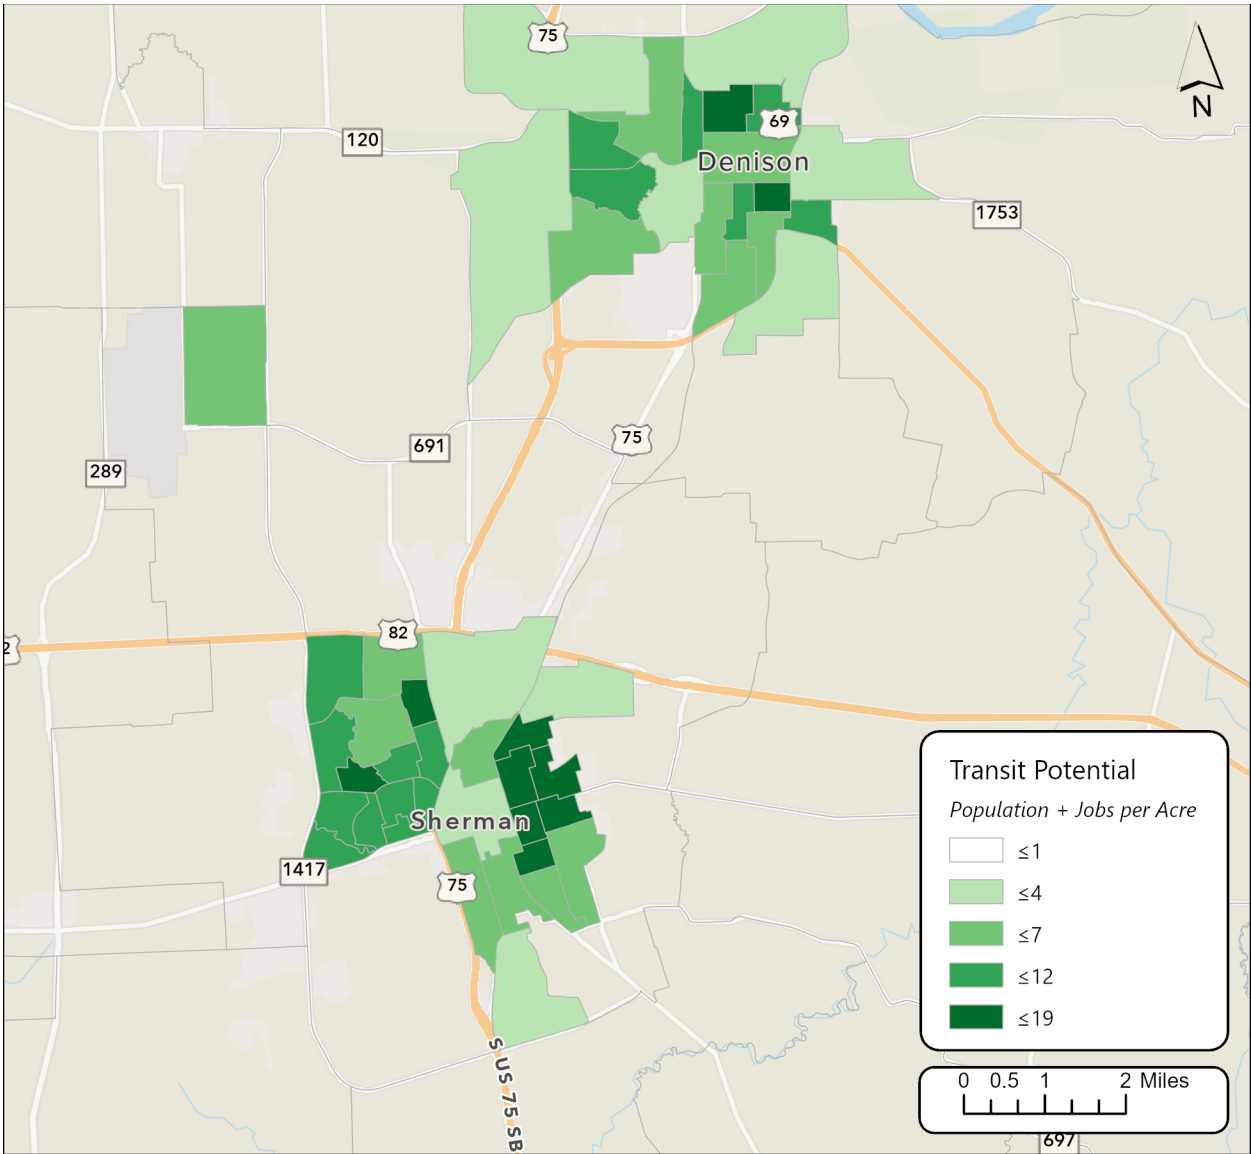 75
N
69
120
Denison
1753
75
691
289
82
2
Sherman
1417
75
S US 75 SB
Transit Potential
Population + Jobs per Acre
≤1
≤4
≤7
≤12
≤19
0 0.5 1 2 Miles
697